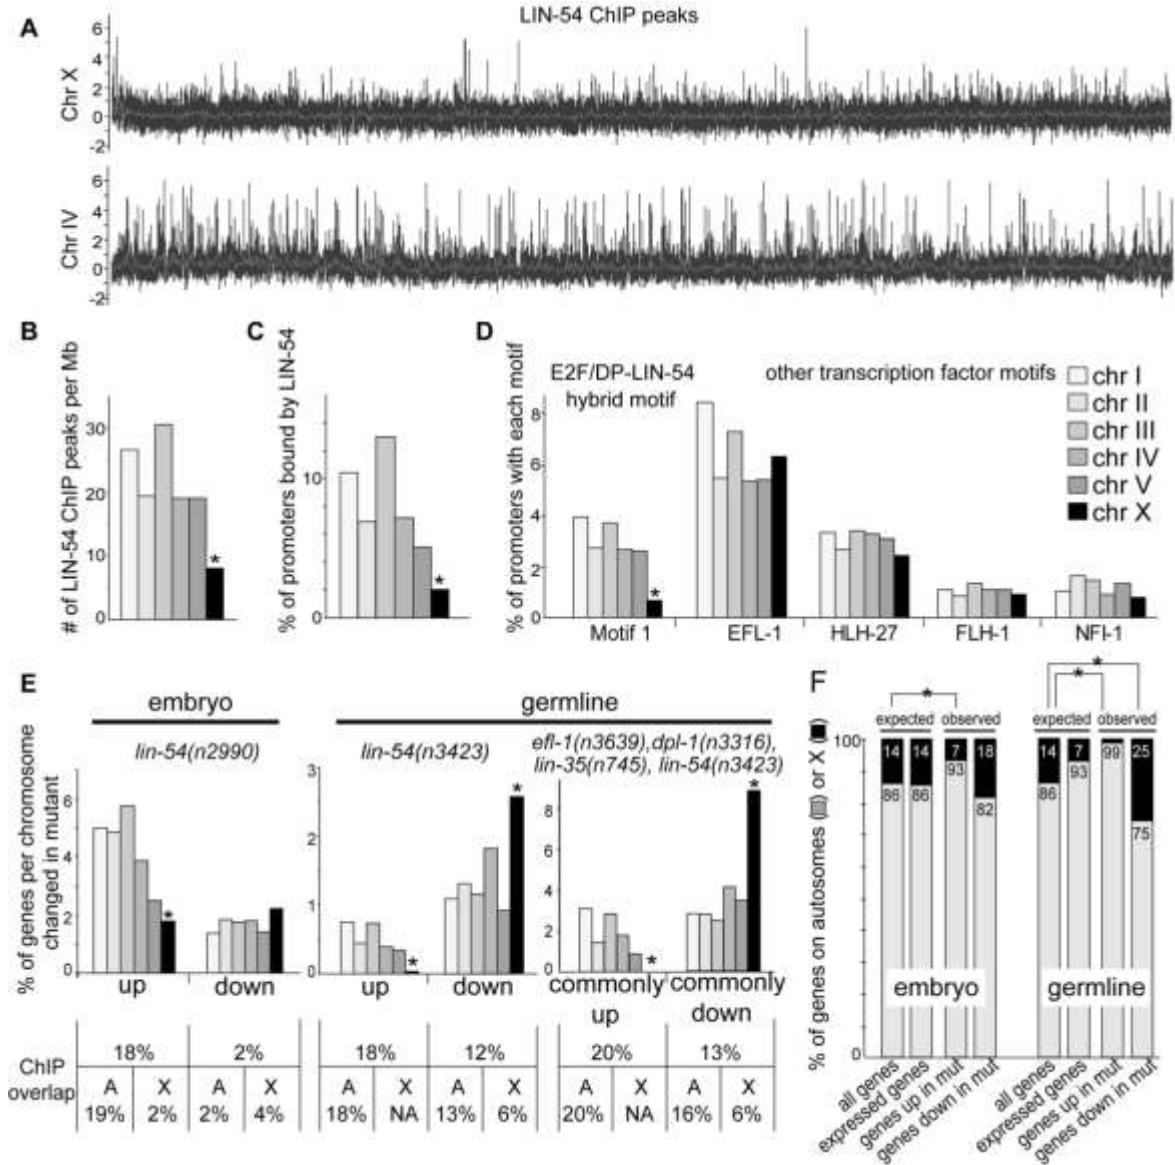 A
LIN-54 ChIP peaks
Chr X
6
4
2
0
-2
Chr IV
6
4
2
0
-2
B
# of LIN-54 ChIP peaks per Mb
30
20
10
0
*
C
% of promoters bound by LIN-54
10
0
*
D
% of promoters with each motif
E2F/DP-LIN-54
hybrid motif
other transcription factor motifs
8
6
4
2
0
*
Motif 1
EFL-1
HLH-27
FLH-1
NFI-1
chr I
chr II
chr III
chr IV
chr V
chr X
E
embryo
germline
% of genes per chromosome
changed in mutant
lin-54(n2990)
6
4
2
0
*
up
down
lin-54(n3423)
3
2
1
0
*
*
up
down
efl-1(n3639),dpl-1(n3316),
lin-35(n745), lin-54(n3423)
8
6
4
2
0
*
*
commonly
up
commonly
down
ChIP
overlap
18% 2% 18% 12% 20% 13%
A X A X A X A X A X A X
19% 2% 2% 4% 18% NA 13% 6% 20% NA 16% 6%
F
% of genes on autosomes ( ) or X ( )
100
0
*
*
*
expected observed expected observed
14 14 7 18 14 7 99 25
86 86 93 82 86 93 75
embryo germline
all genes
expressed genes
genes up in mut
genes down in mut
all genes
expressed genes
genes up in mut
genes down in mut